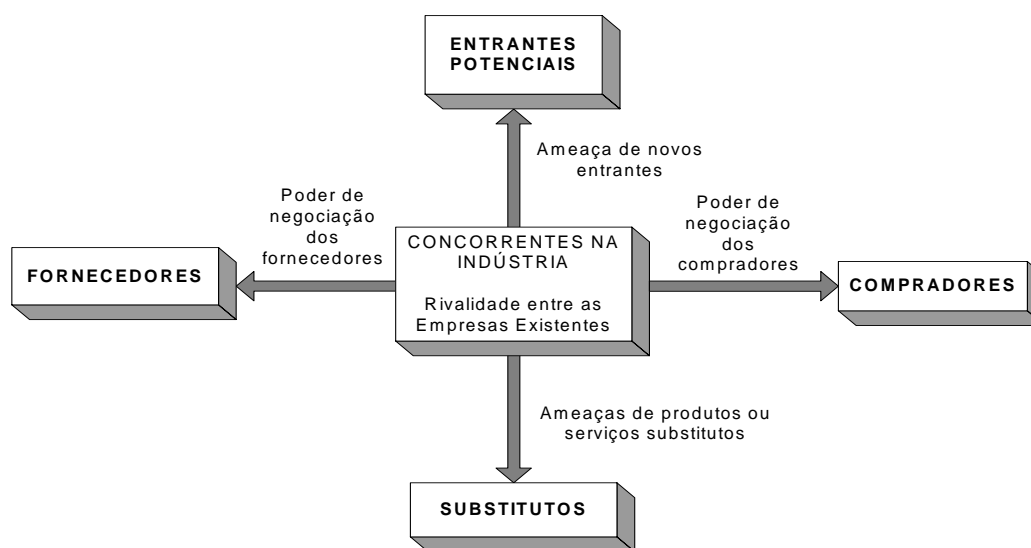 ENTRANTES
POTENCIAIS
Ameaça de novos
entrantes
Poder de
negociação
dos
fornecedores
Poder de
negociação
dos
compradores
FORNECEDORES
CONCORRENTES NA
INDÚSTRIA
Rivalidade entre as
Empresas Existentes
COMPRADORES
Ameaças de produtos ou
serviços substitutos
SUBSTITUTOS